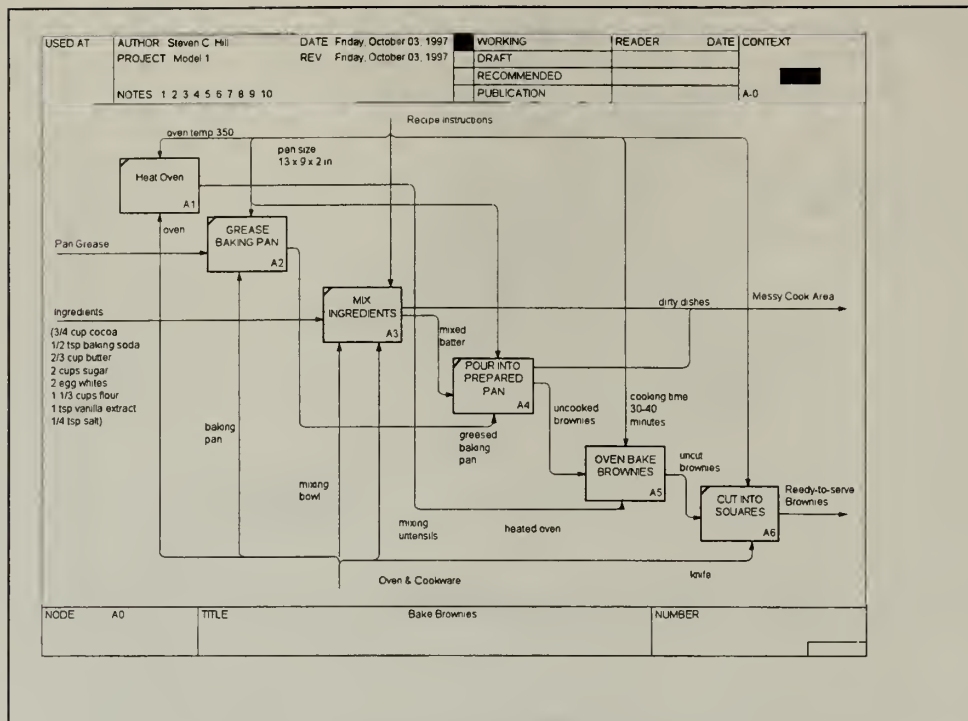 USED AT
AUTHOR Steven C. Hill
DATE Friday, October 03, 1997
WORKING
READER
DATE
CONTEXT
PROJECT Model 1
REV Friday, October 03, 1997
DRAFT
RECOMMENDED
NOTES 1 2 3 4 5 6 7 8 9 10
PUBLICATION
A-0
Recipe instructions
oven temp 350
pan size
13 x 9 x 2 in
Heat Oven
A1
oven
GREASE
BAKING PAN
A2
Pan Grease
MIX
INGREDIENTS
A3
dirty dishes
Messy Cook Area
Ingredients
(3/4 cup cocoa
1/2 tsp baking soda
2/3 cup butter
2 cups sugar
2 egg whites
1 1/3 cups flour
1 tsp vanilla extract
1/4 tsp salt)
mixed
batter
POUR INTO
PREPARED
PAN
A4
baking
pan
greesed
baking
pan
uncooked
brownies
cooking time
30-40
minutes
OVEN BAKE
BROWNIES
A5
uncut
brownies
CUT INTO
SQUARES
A6
Ready-to-serve
Brownies
mixing
bowl
mixing
untensils
heated oven
knife
Oven & Cookware
NODE
A0
TITLE
Bake Brownies
NUMBER